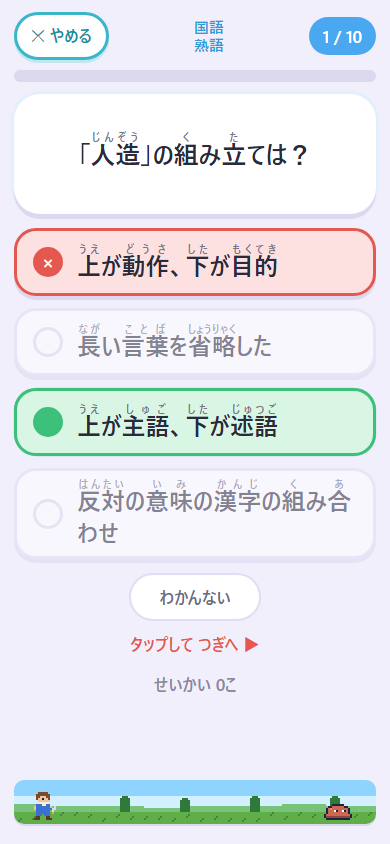 × やめる
国語
熟語
1 / 10
じんぞう く た
「人造」の組み立ては？
うえ どうさ した もくてき
上が動作、下が目的
なが ことば しょうりゃく
長い言葉を省略した
うえ しゅご した じゅつご
上が主語、下が述語
はんたい いみ かんじ く あ
反対の意味の漢字の組み合
わせ
わかんない
タップして つぎへ ▶
せいかい 0こ